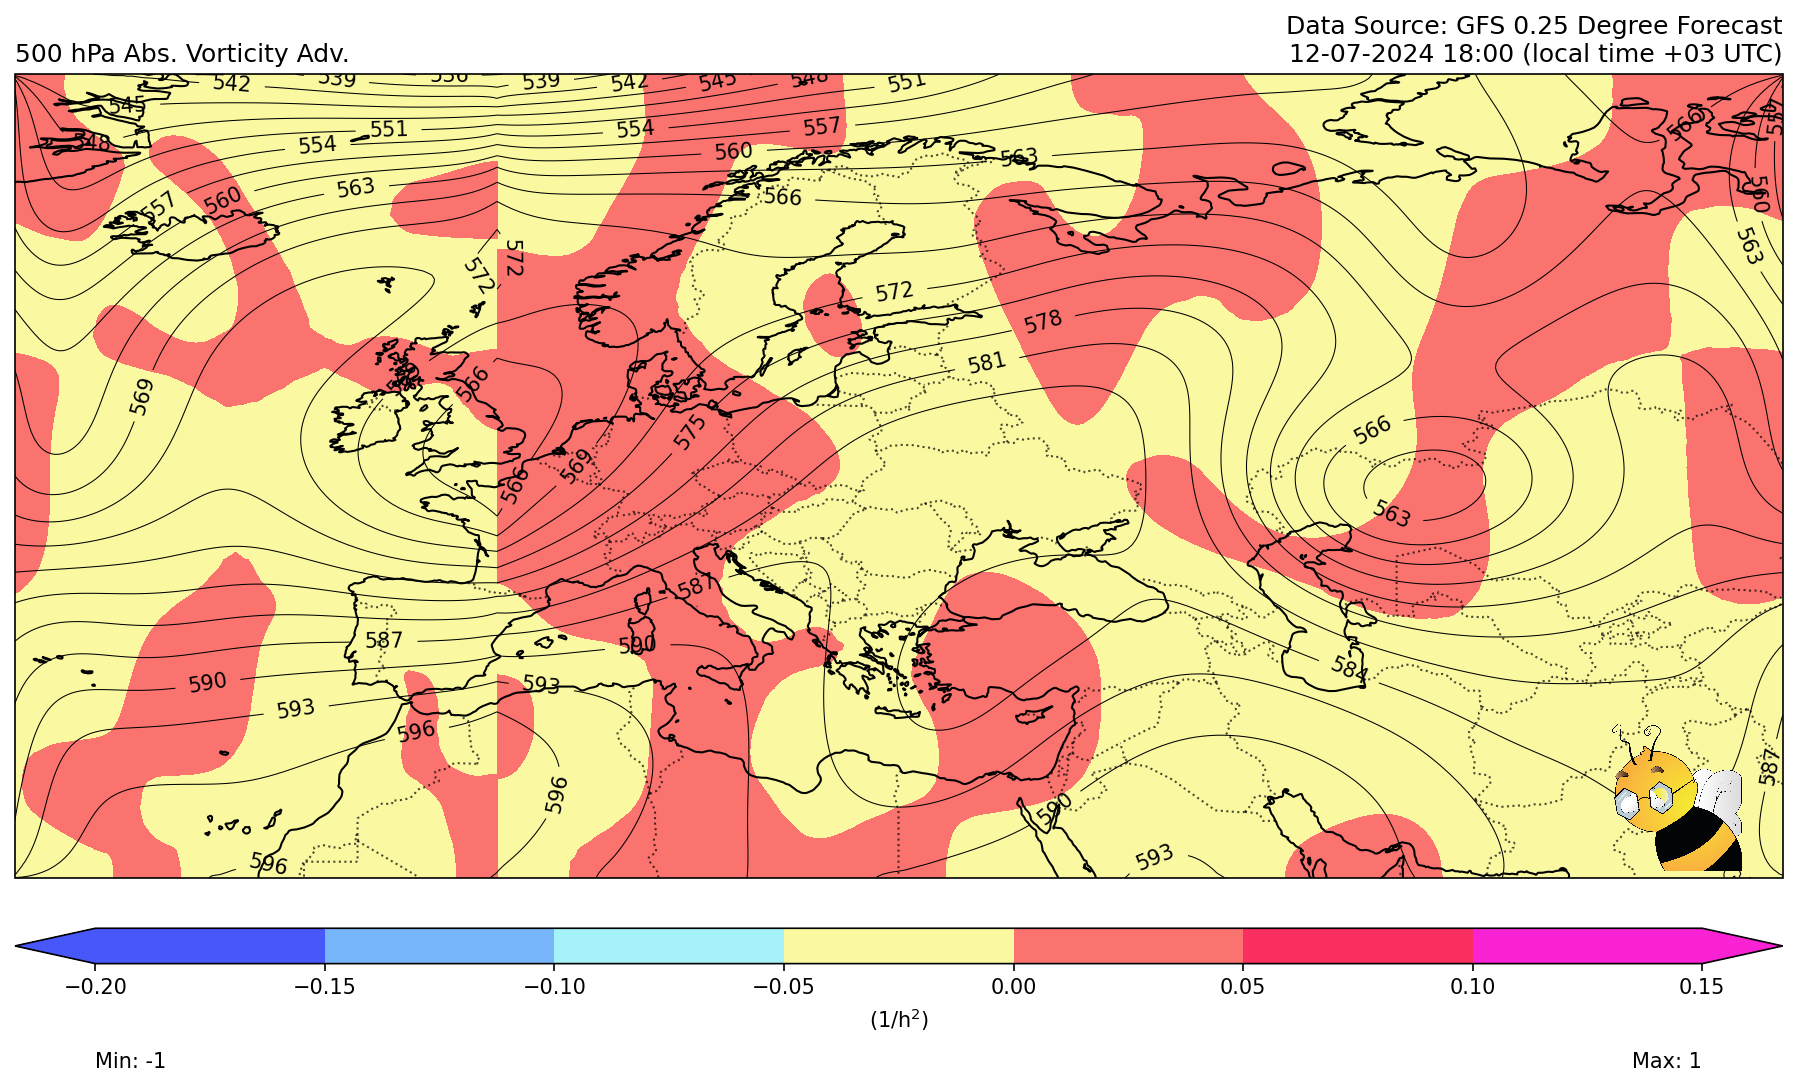 Data Source: GFS 0.25 Degree Forecast
500 hPa Abs. Vorticity Adv.
12-07-2024 18:00 (local time +03 UTC)
542 539 536 539 542 545 548 551
545
548 551 554 554 557 566 557
560 563
557 560 563 566 560
572 572 563
572
578
569 566 581
575 566
569 566 563
587
587 590 584
590 593 593
596 587
596 590
596 593
−0.20 −0.15 −0.10 −0.05 0.00 0.05 0.10 0.15
(1/h²)
Min: -1 Max: 1